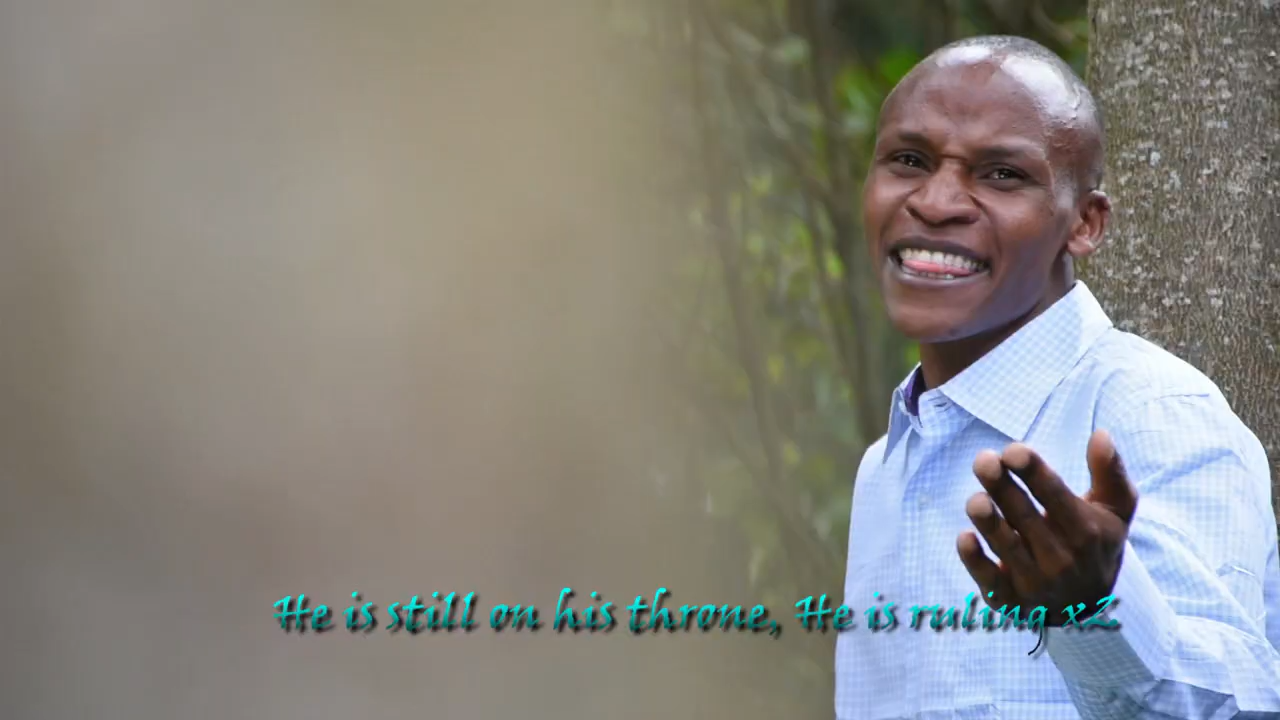 He is still on his throne, He is ruling x2